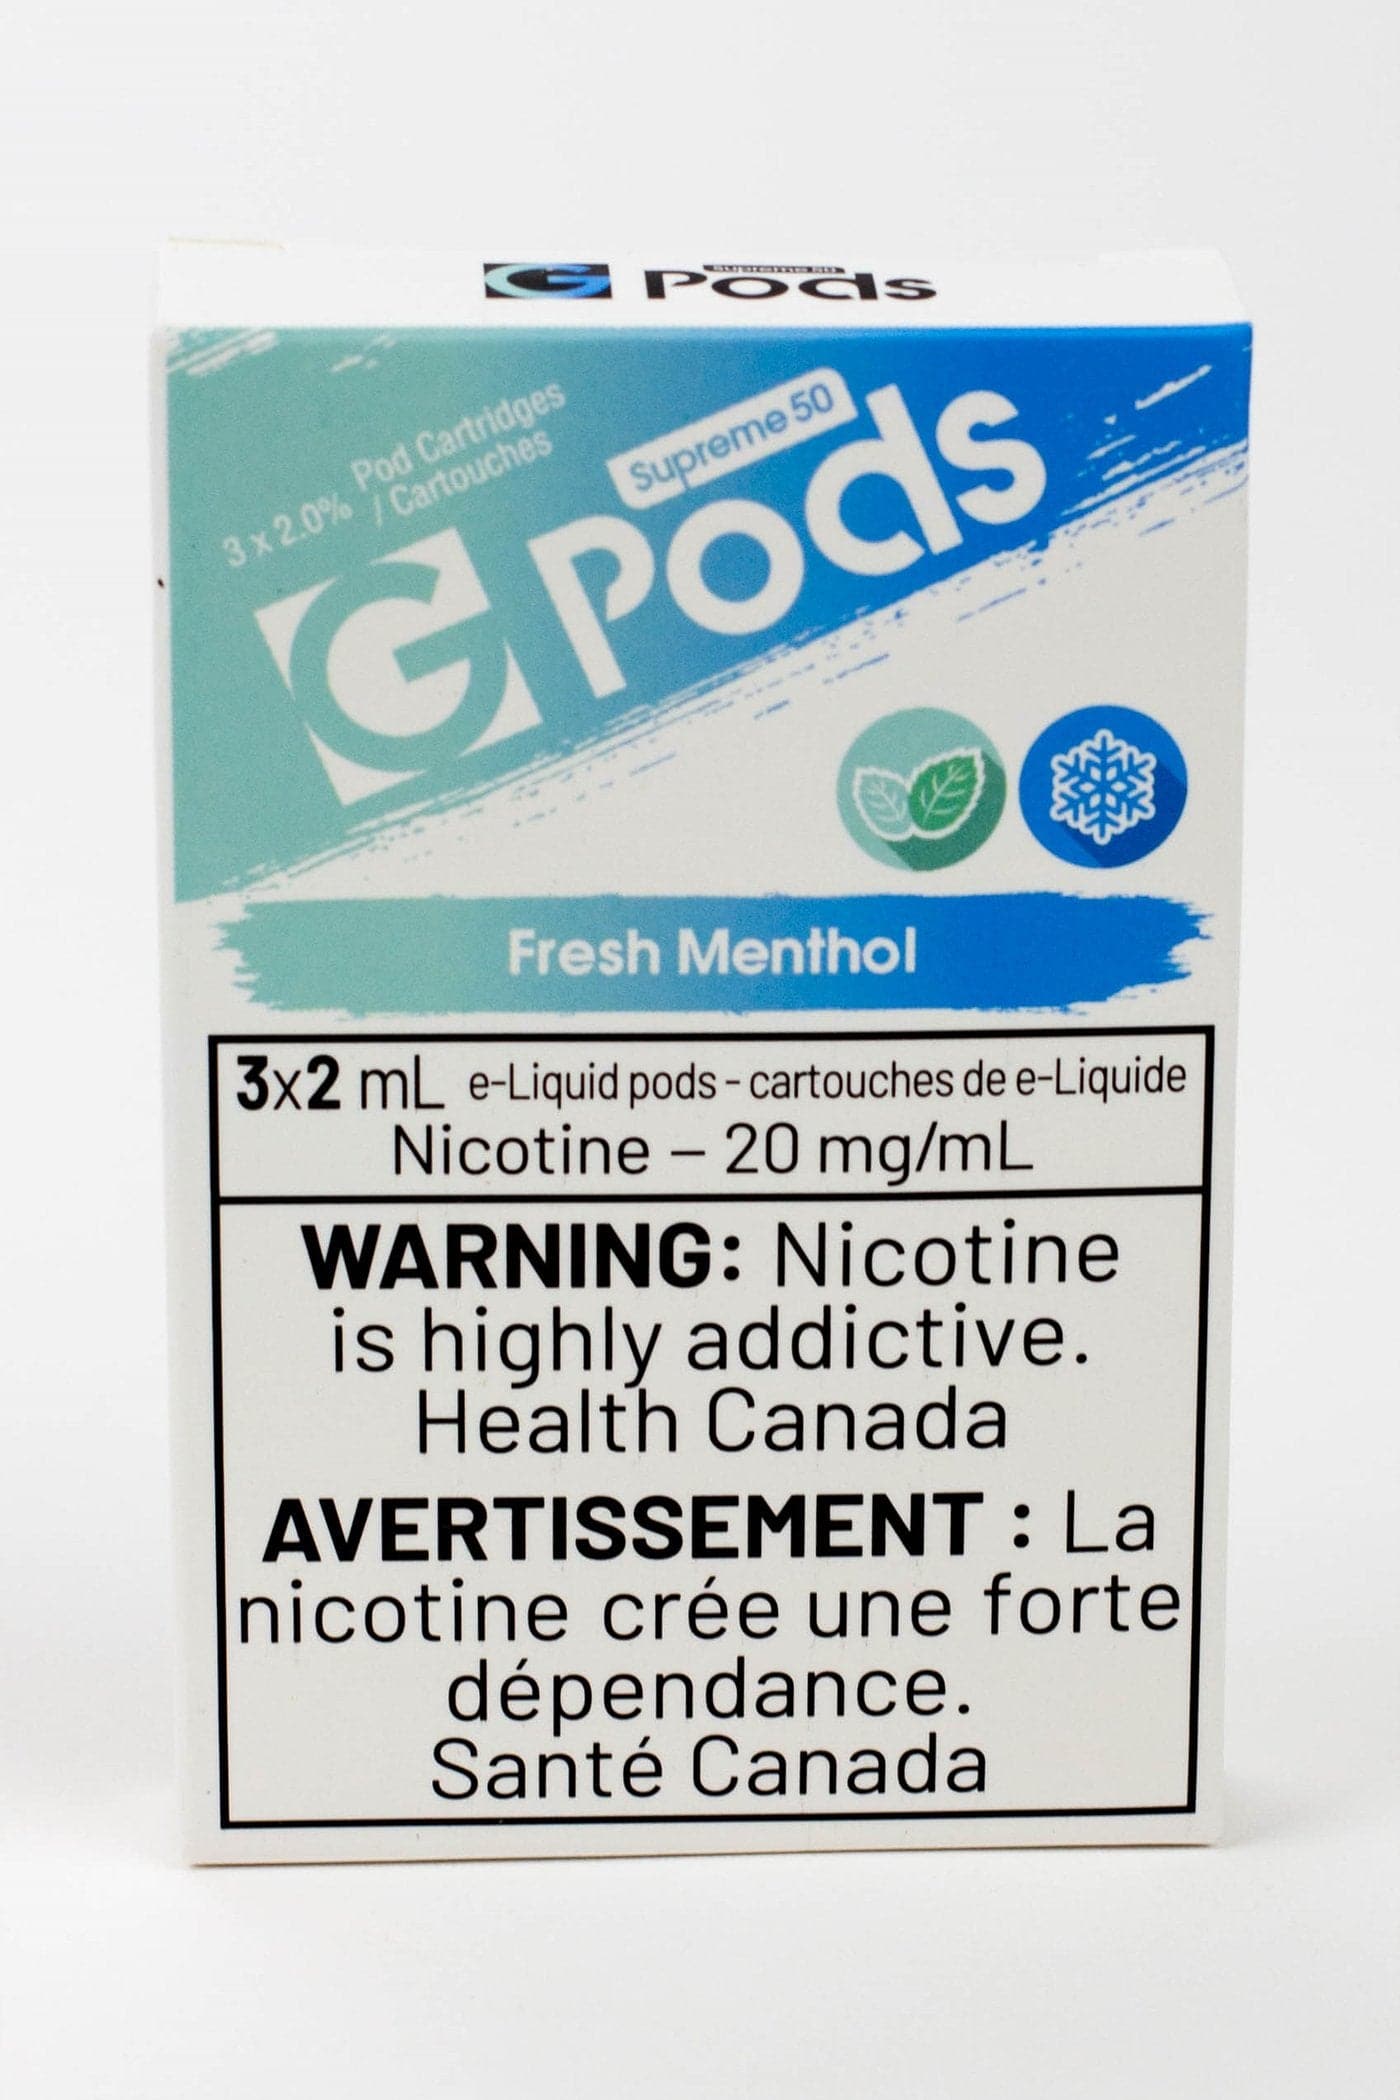 G Pods
Supreme 50
3 x 2.0% Pod Cartridges
/ Cartouches
Supreme 50
G Pods
Fresh Menthol
3x2 mL e-Liquid pods - cartouches de e-Liquide
Nicotine – 20 mg/mL
WARNING: Nicotine
is highly addictive.
Health Canada
AVERTISSEMENT : La
nicotine crée une forte
dépendance.
Santé Canada